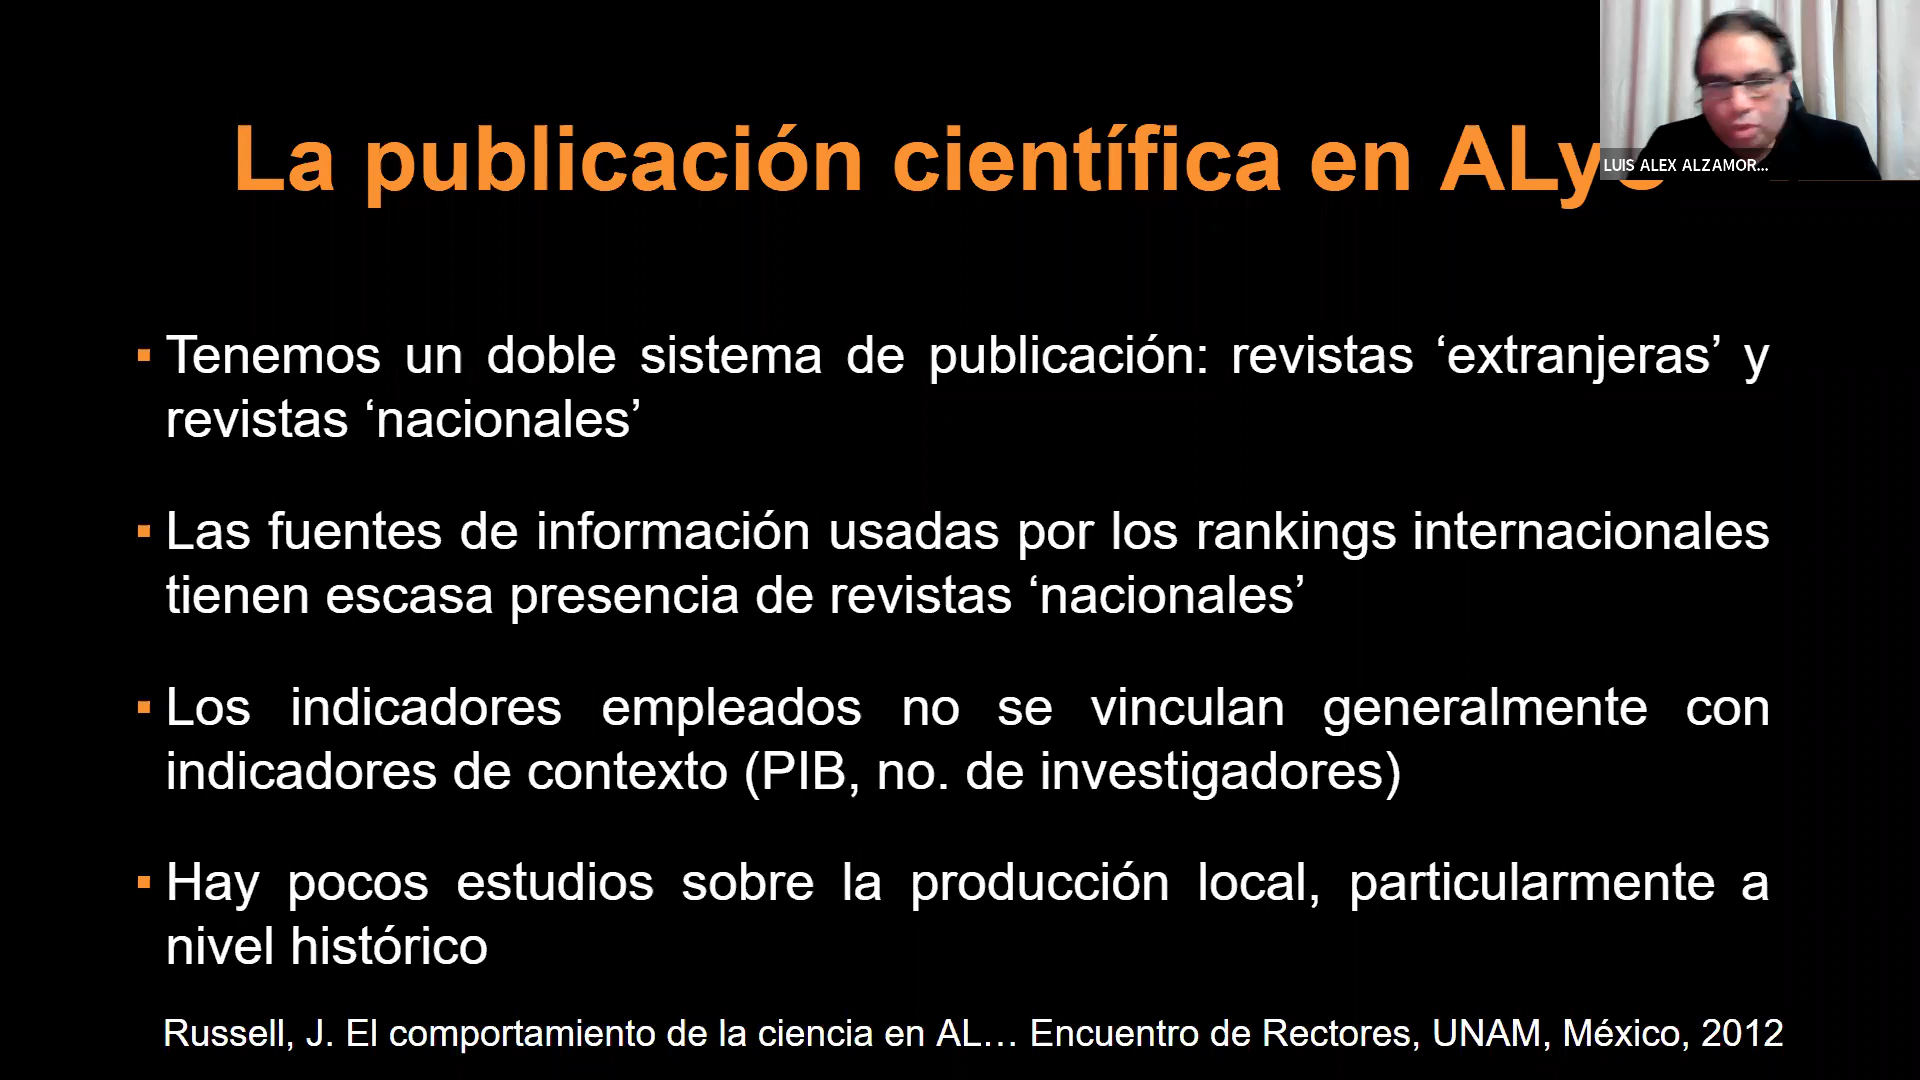 La publicación científica en ALy
LUIS ALEX ALZAMOR...
▪ Tenemos un doble sistema de publicación: revistas ‘extranjeras’ y
revistas ‘nacionales’
▪ Las fuentes de información usadas por los rankings internacionales
tienen escasa presencia de revistas ‘nacionales’
▪ Los indicadores empleados no se vinculan generalmente con
indicadores de contexto (PIB, no. de investigadores)
▪ Hay pocos estudios sobre la producción local, particularmente a
nivel histórico
Russell, J. El comportamiento de la ciencia en AL… Encuentro de Rectores, UNAM, México, 2012